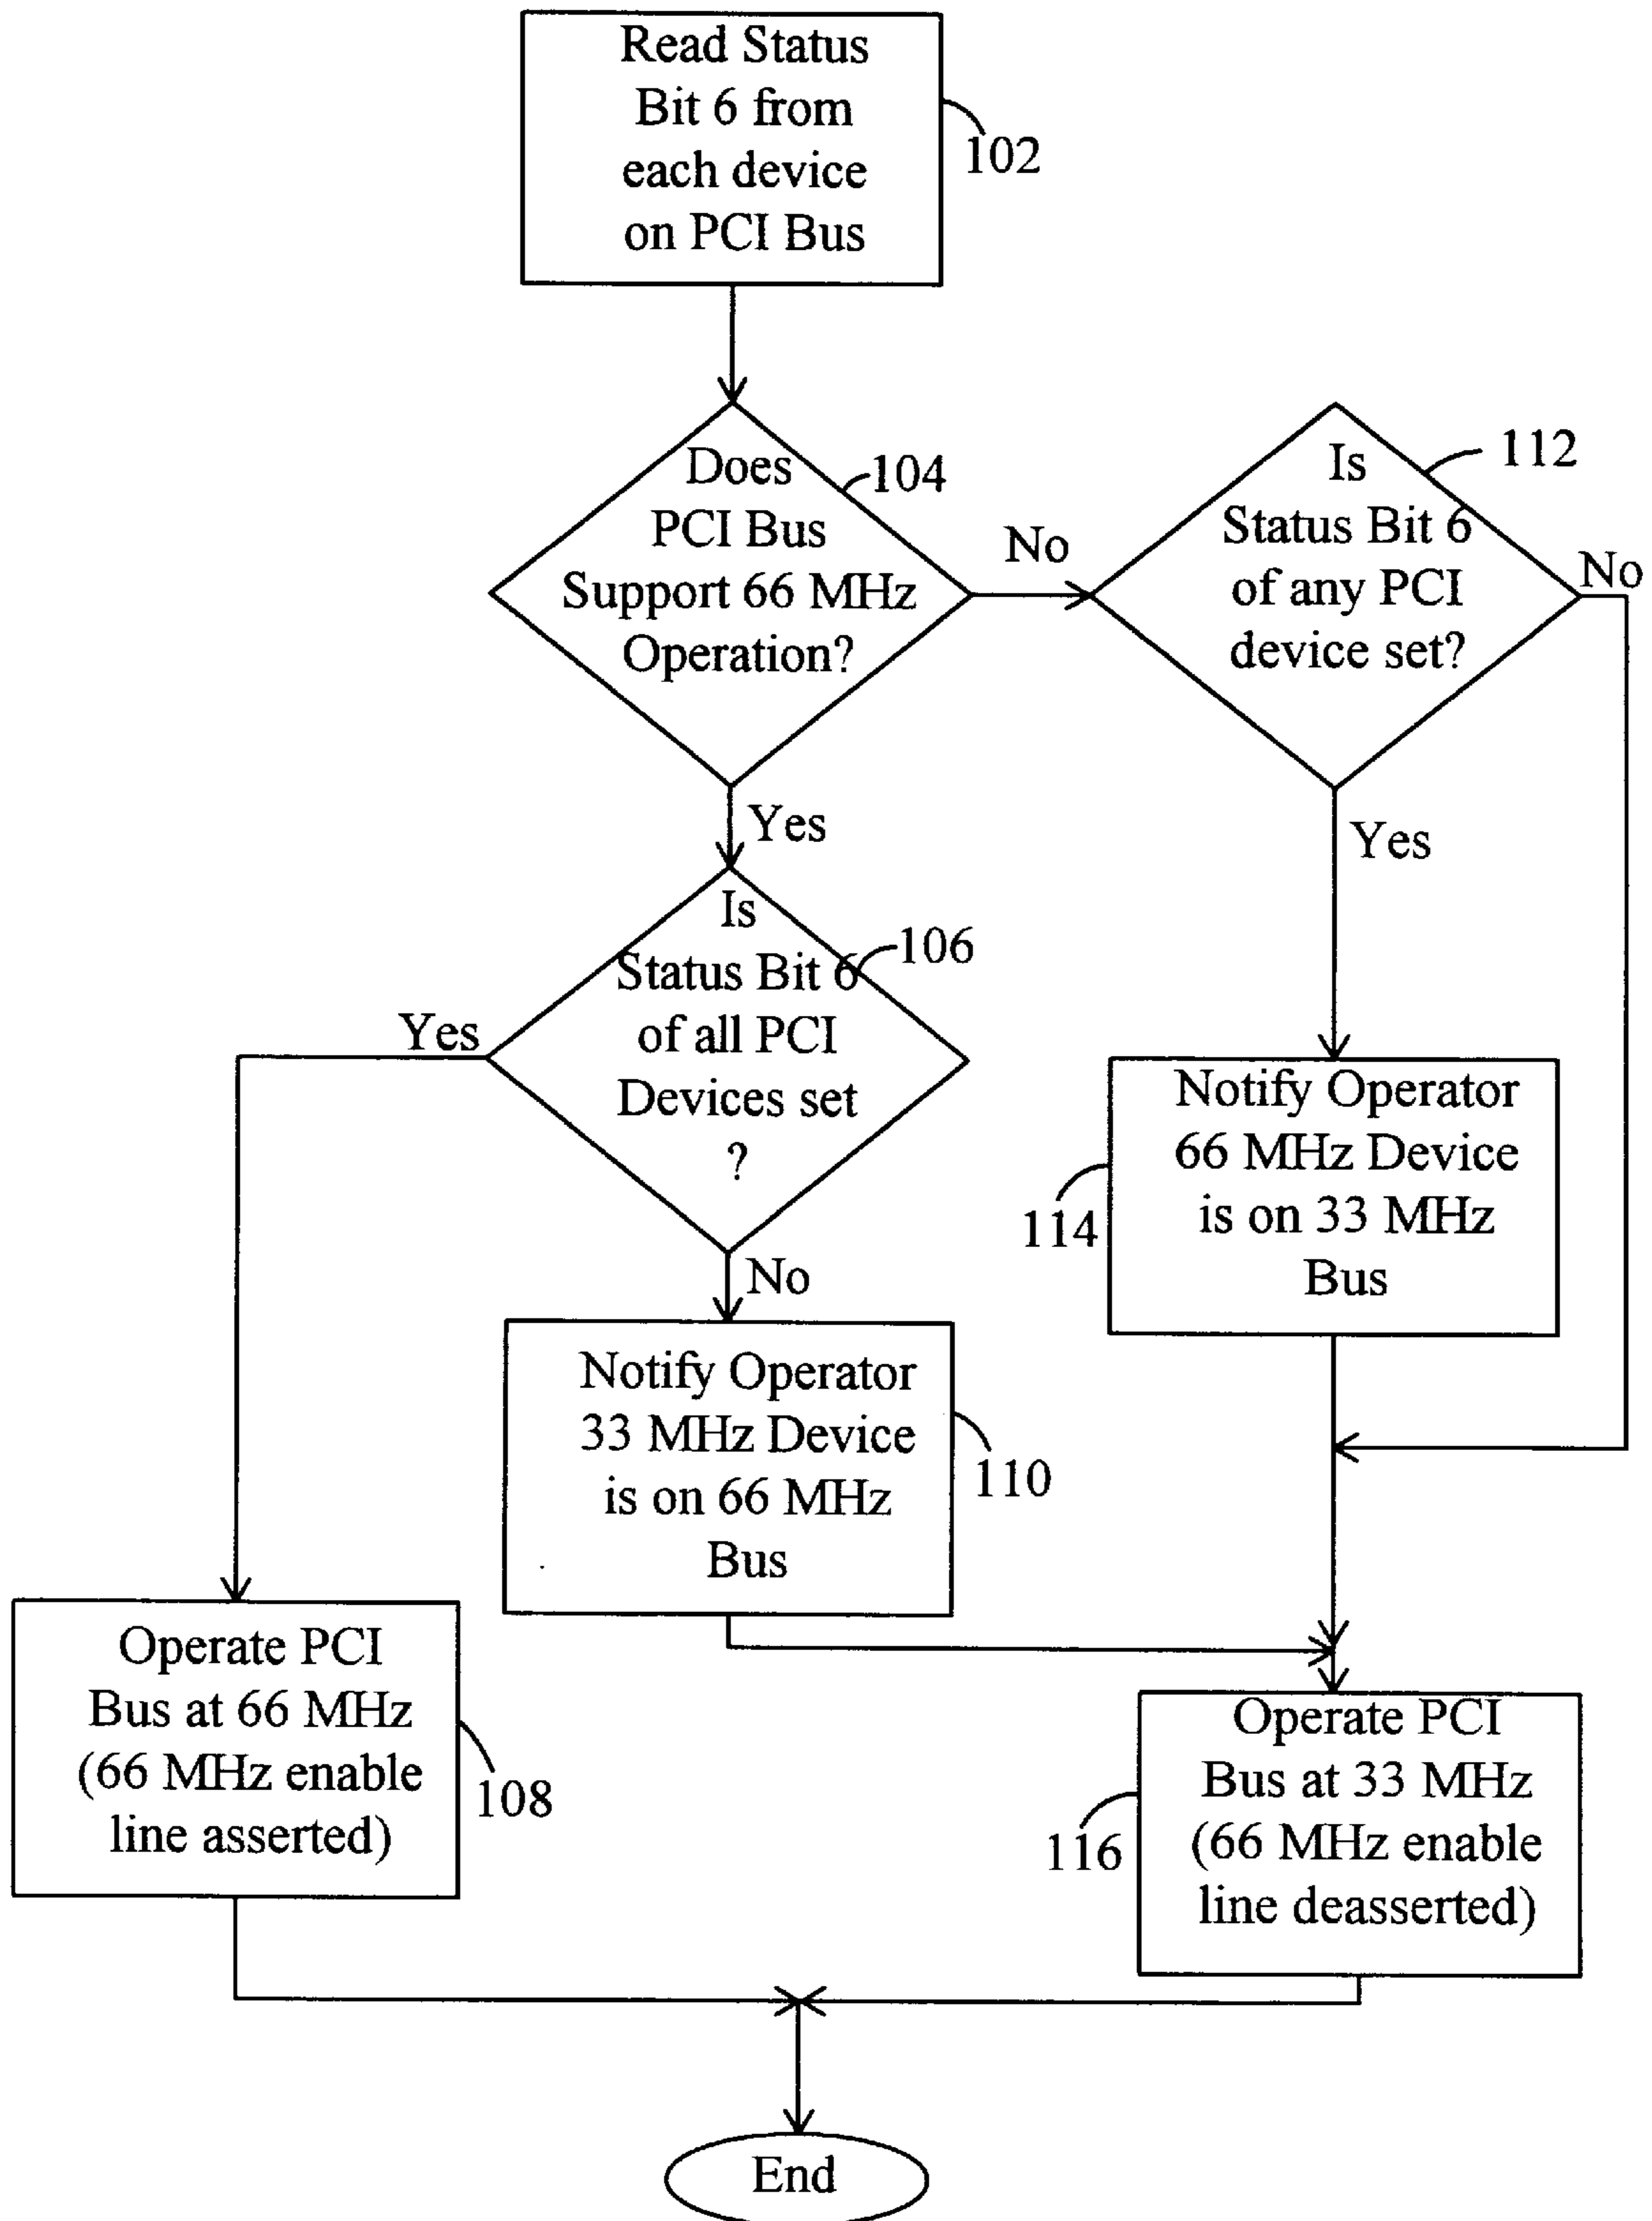 Read Status
Bit 6 from
each device
on PCI Bus
102
Does
PCI Bus
Support 66 MHz
Operation?
104
No
Is
Status Bit 6
of any PCI
device set?
112
No
Yes
Yes
Is
Status Bit 6
of all PCI
Devices set
?
106
Yes
No
Notify Operator
66 MHz Device
is on 33 MHz
Bus
114
Notify Operator
33 MHz Device
is on 66 MHz
Bus
110
Operate PCI
Bus at 66 MHz
(66 MHz enable
line asserted)
108
Operate PCI
Bus at 33 MHz
(66 MHz enable
line deasserted)
116
End